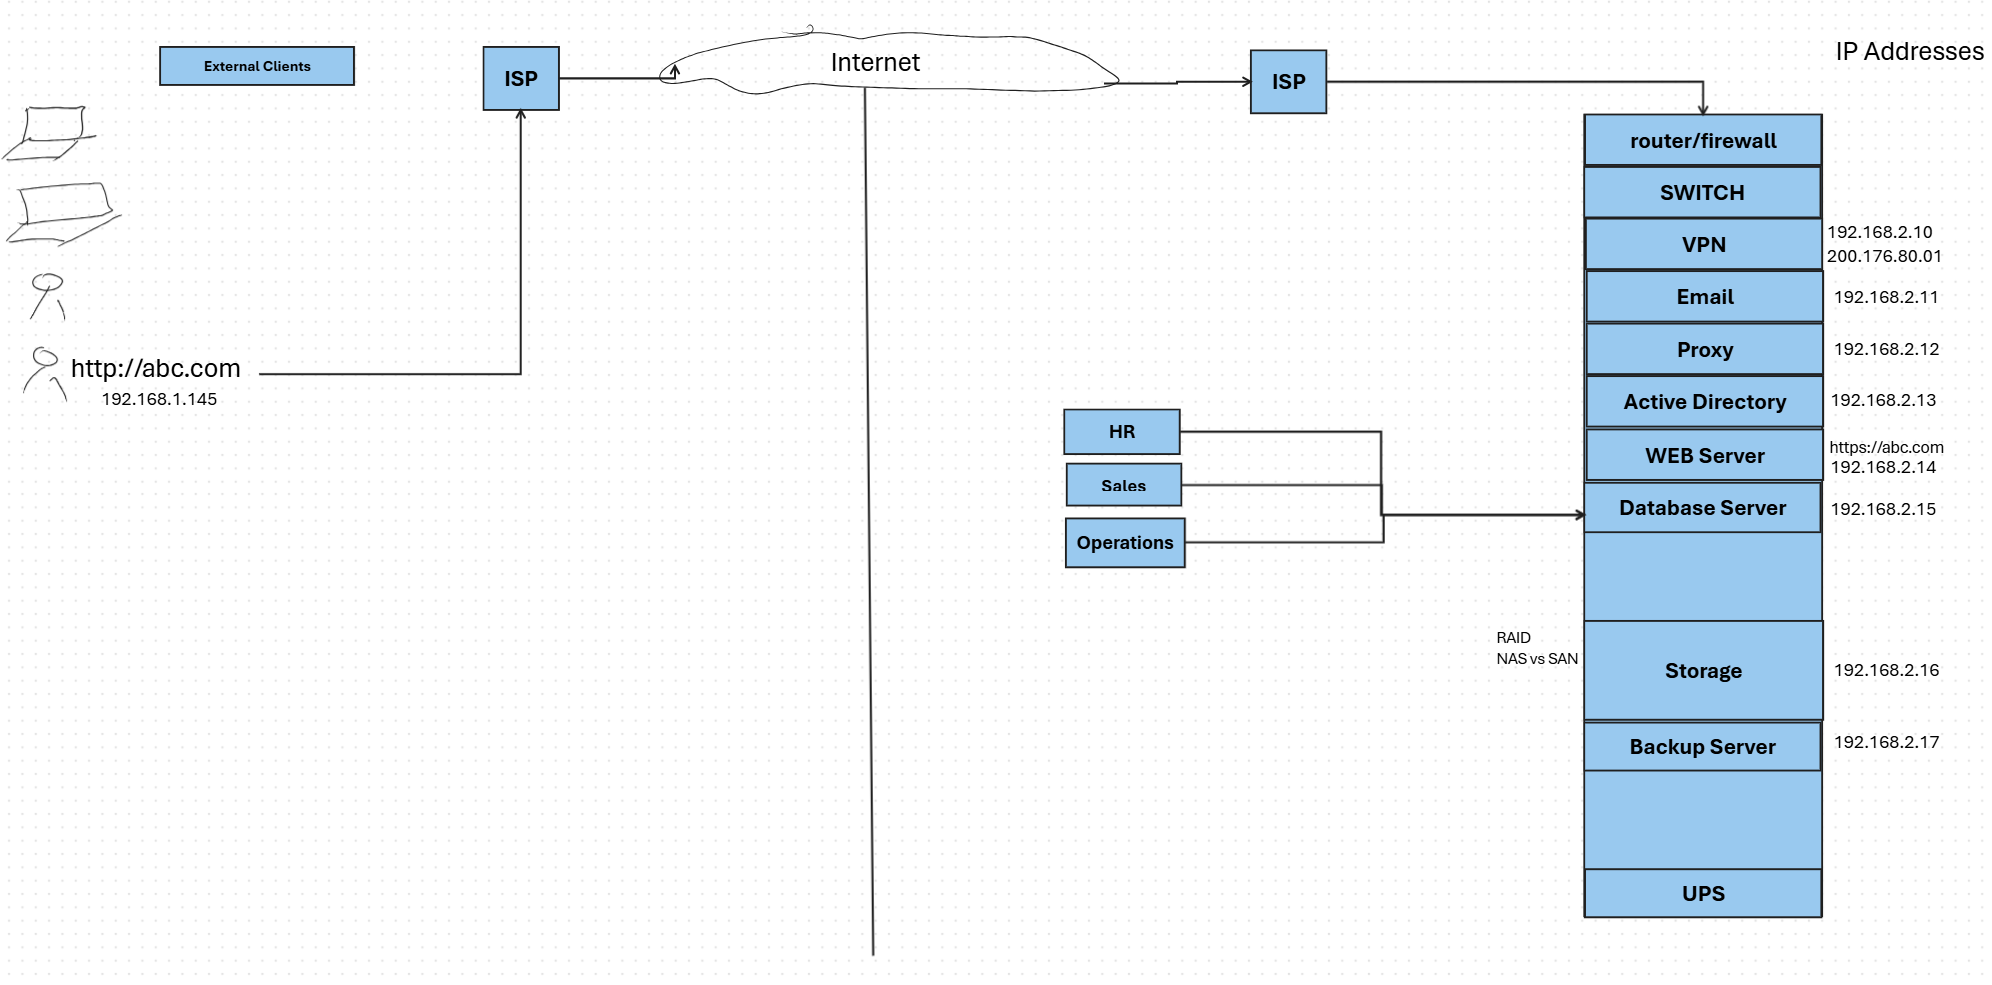 External Clients
ISP
Internet
ISP
IP Addresses
router/firewall
SWITCH
VPN
192.168.2.10
200.176.80.01
Email
192.168.2.11
Proxy
192.168.2.12
Active Directory
192.168.2.13
WEB Server
https://abc.com
192.168.2.14
Database Server
192.168.2.15
http://abc.com
192.168.1.145
HR
Sales
Operations
RAID
NAS vs SAN
Storage
192.168.2.16
Backup Server
192.168.2.17
UPS